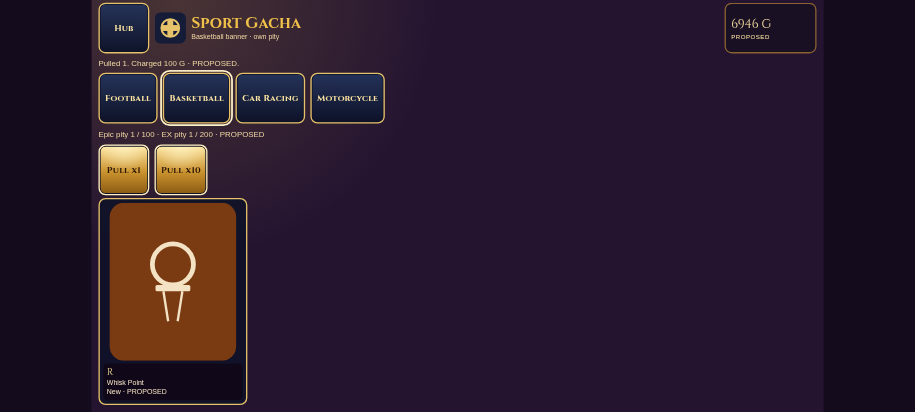 Hub
Sport Gacha
Basketball banner · own pity
6946 G
PROPOSED
Pulled 1. Charged 100 G · PROPOSED.
Football
Basketball
Car Racing
Motorcycle
Epic pity 1 / 100 · EX pity 1 / 200 · PROPOSED
Pull x1
Pull x10
R
Whisk Point
New · PROPOSED